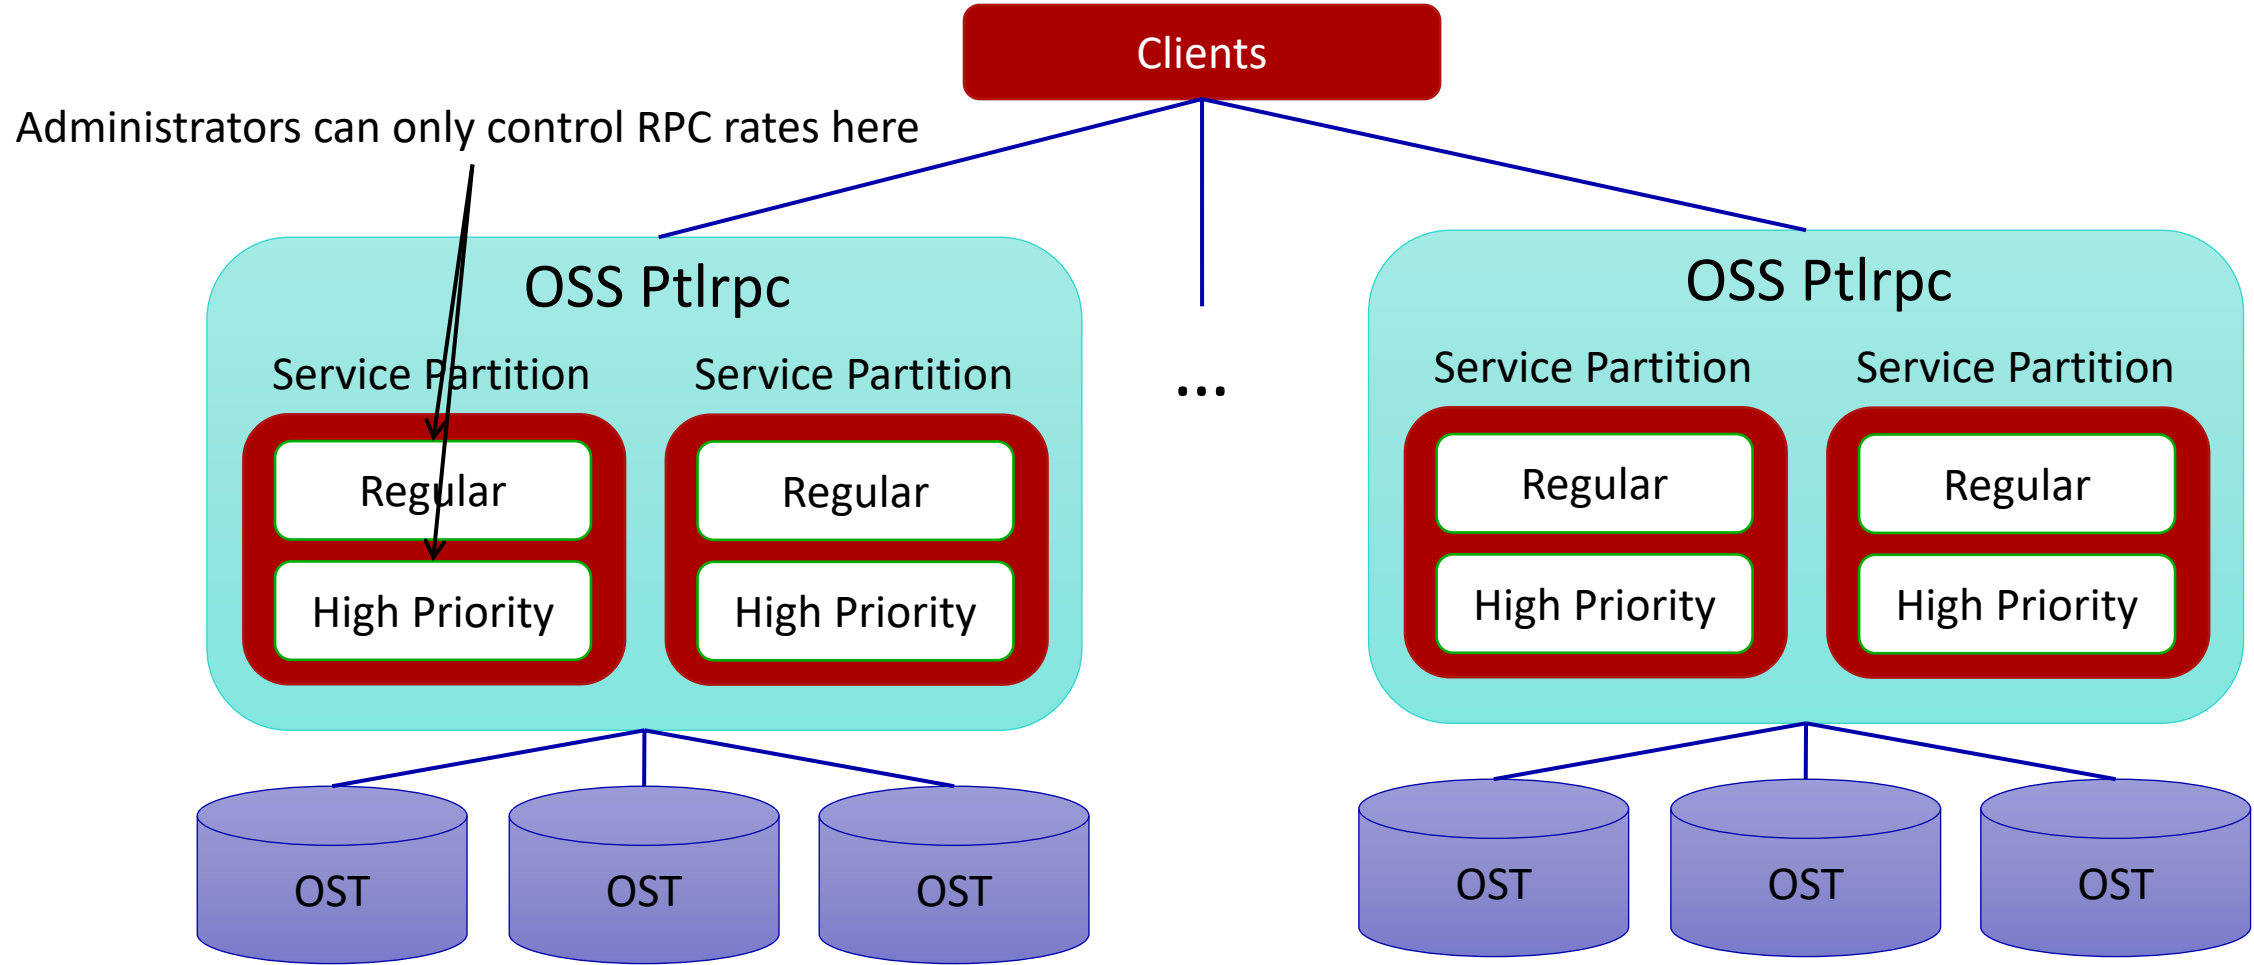 Clients
Administrators can only control RPC rates here
OSS Ptlrpc
Service Partition
Service Partition
Regular
Regular
High Priority
High Priority
OST
OST
OST
...
OSS Ptlrpc
Service Partition
Service Partition
Regular
Regular
High Priority
High Priority
OST
OST
OST